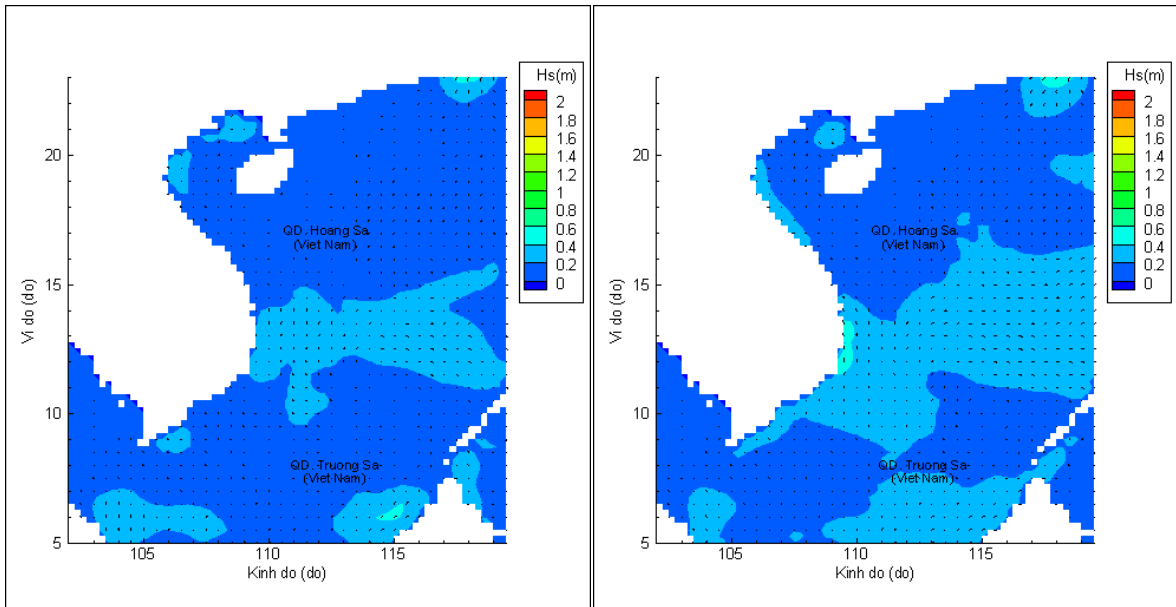 Hs(m)
2
1.8
1.6
1.4
1.2
1
0.8
0.6
0.4
0.2
0
20
15
10
5
Vi do (do)
QD. Hoang Sa
(Viet Nam)
QD. Truong Sa
(Viet Nam)
105
110
115
Kinh do (do)
Hs(m)
2
1.8
1.6
1.4
1.2
1
0.8
0.6
0.4
0.2
0
20
15
10
5
Vi do (do)
QD. Hoang Sa
(Viet Nam)
QD. Truong Sa
(Viet Nam)
105
110
115
Kinh do (do)